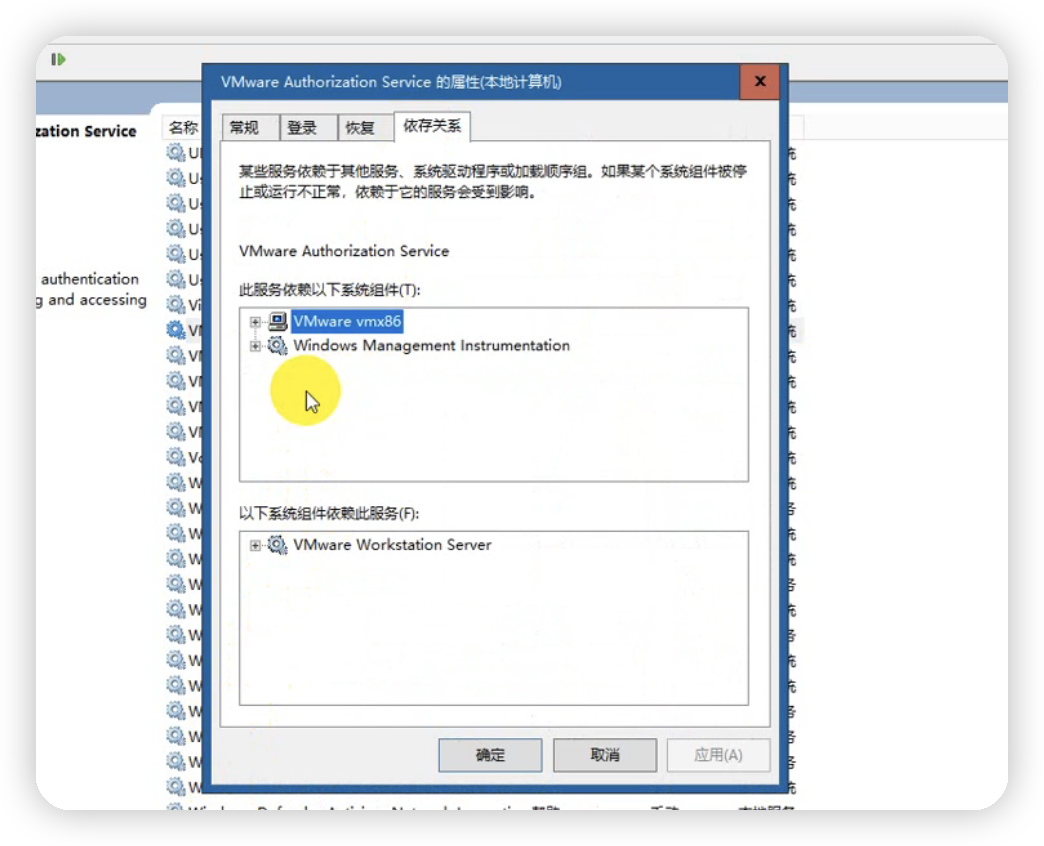 VMware Authorization Service 的属性(本地计算机)
zation Service
名称
常规
登录
恢复
依存关系
某些服务依赖于其他服务、系统驱动程序或加载顺序组。如果某个系统组件被停
止或运行不正常，依赖于它的服务会受到影响。
VMware Authorization Service
authentication
g and accessing
此服务依赖以下系统组件(T):
VMware vmx86
Windows Management Instrumentation
以下系统组件依赖此服务(F):
VMware Workstation Server
确定
取消
应用(A)